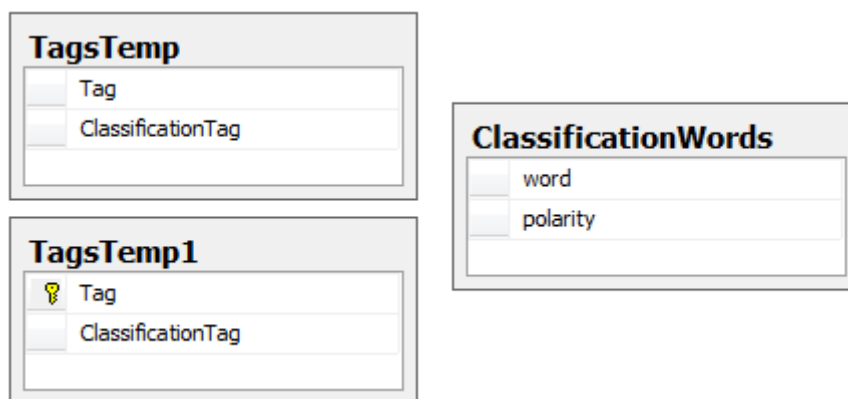 TagsTemp
Tag
ClassificationTag
TagsTemp1
Tag
ClassificationTag
ClassificationWords
word
polarity